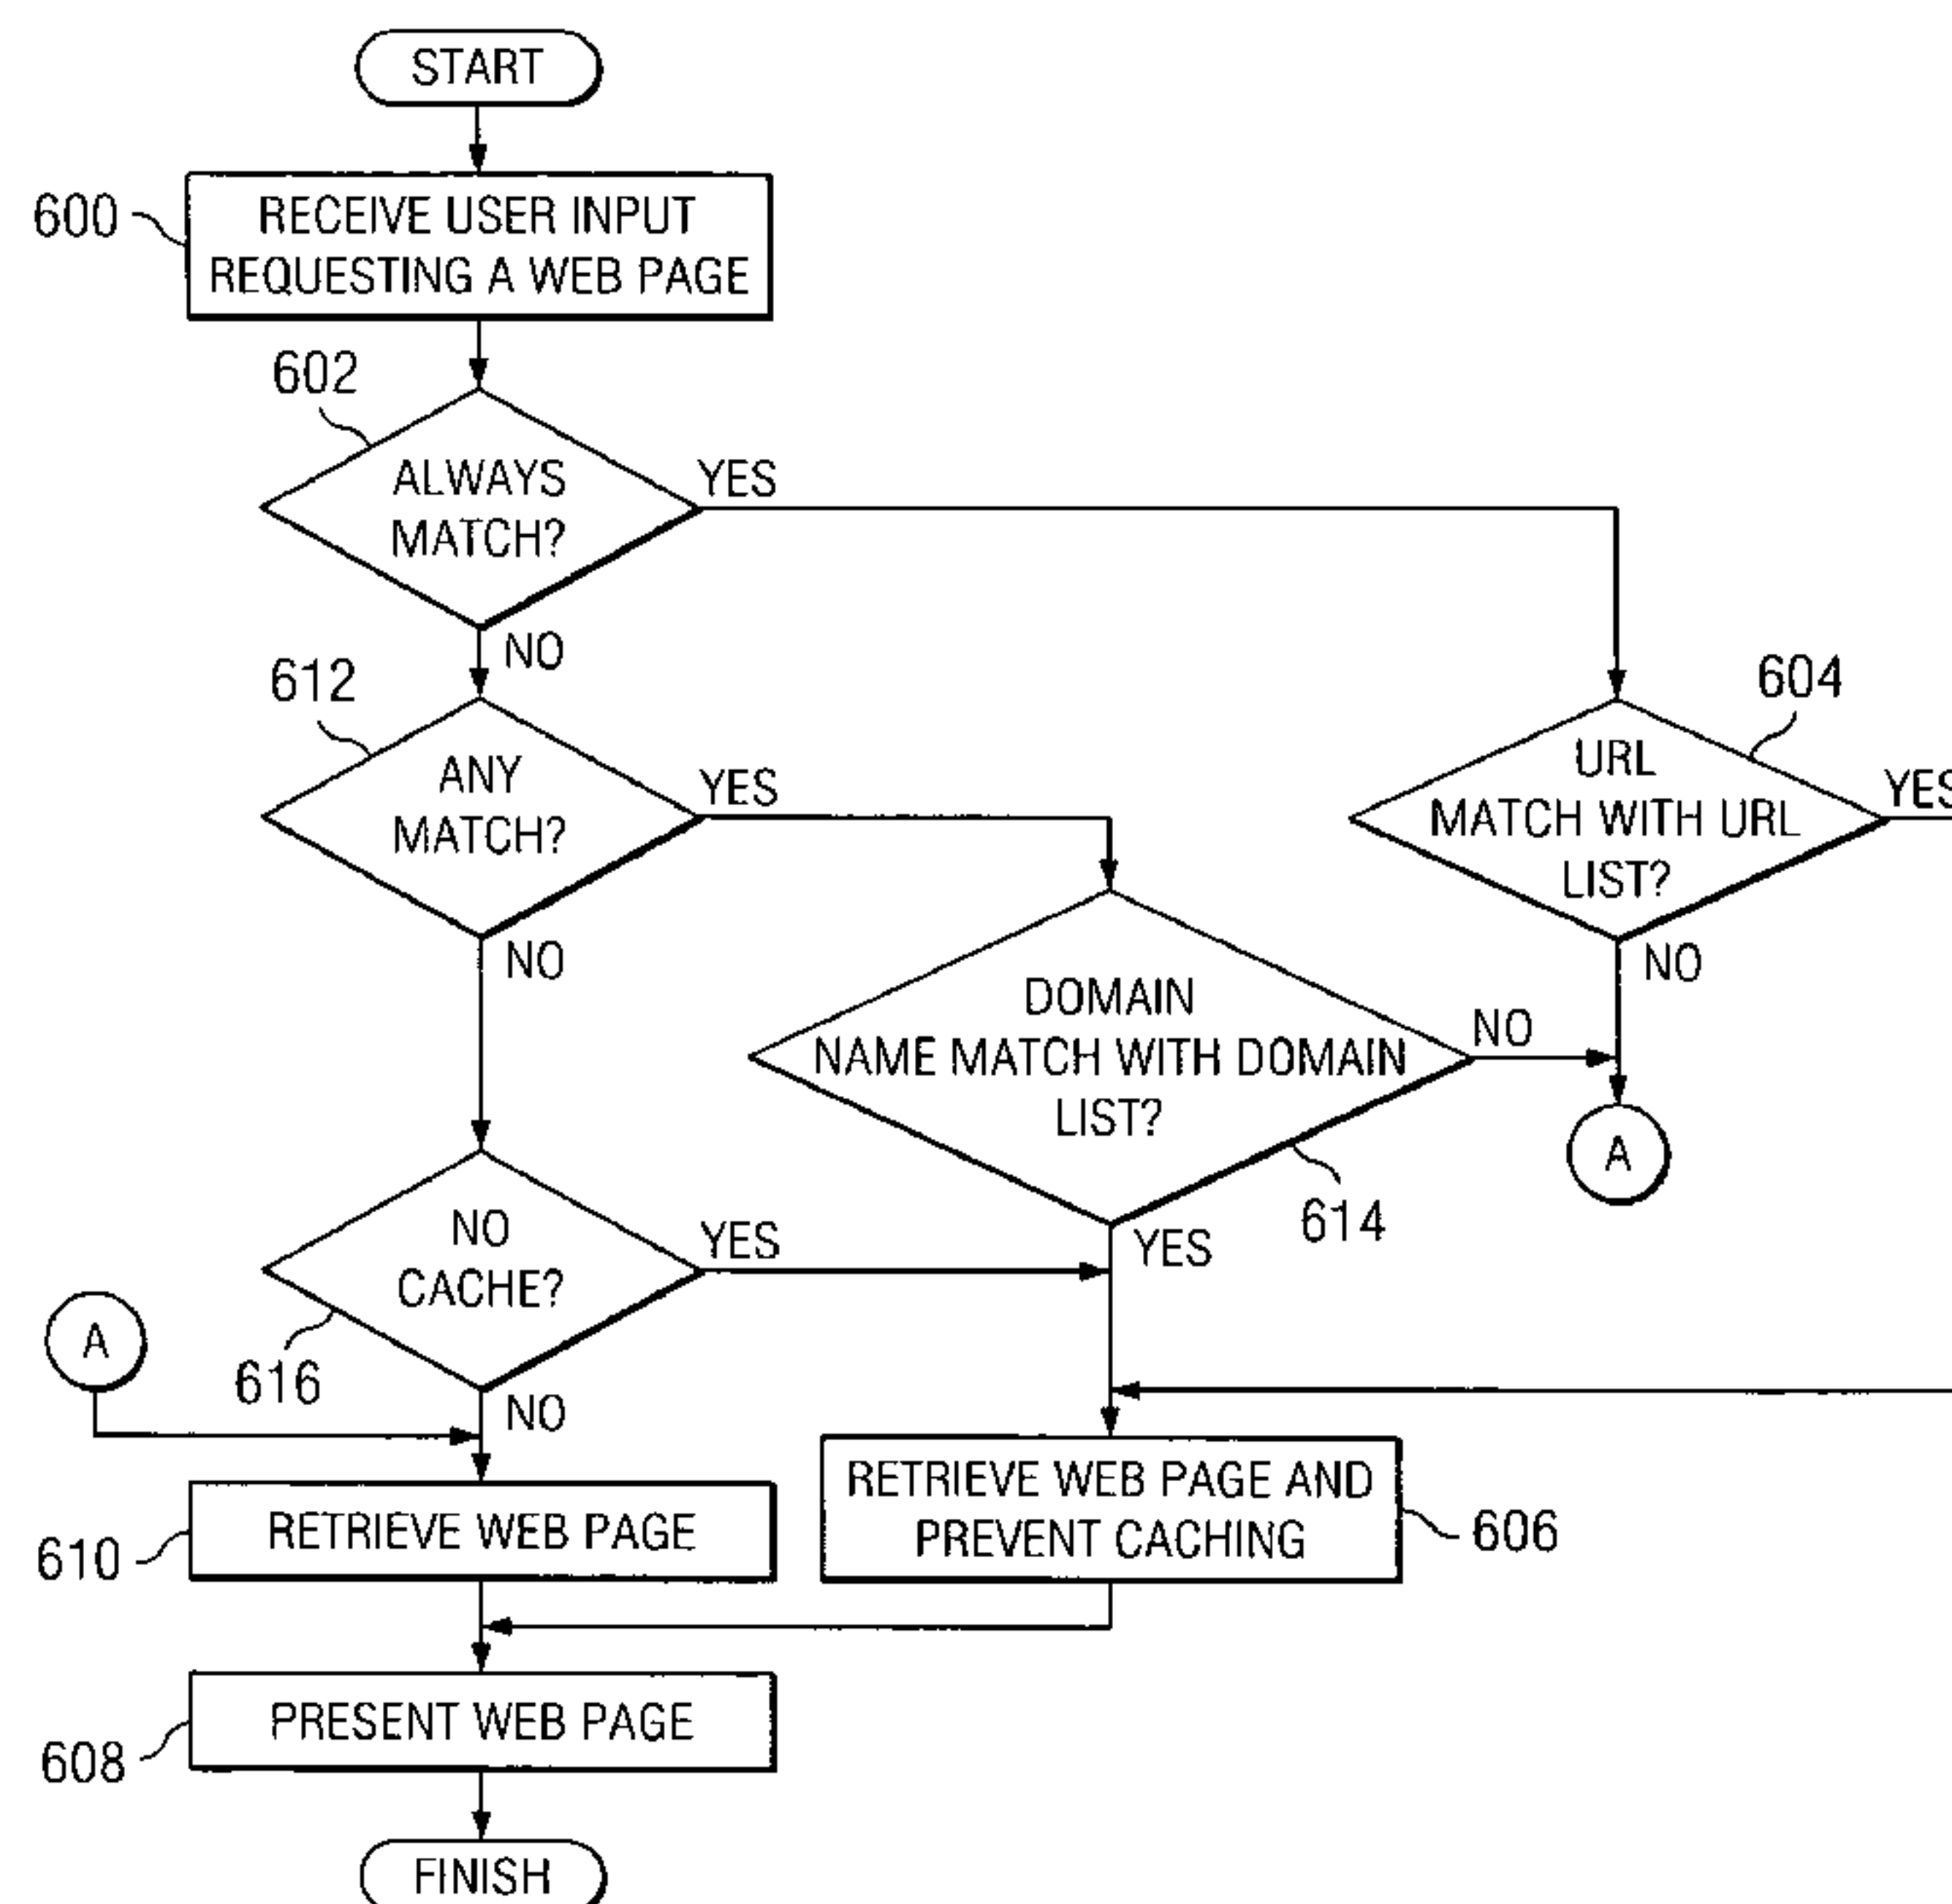 START
600
RECEIVE USER INPUT
REQUESTING A WEB PAGE
602
ALWAYS
MATCH?
YES
NO
612
ANY
MATCH?
YES
NO
604
URL
MATCH WITH URL
LIST?
YES
NO
DOMAIN
NAME MATCH WITH DOMAIN
LIST?
NO
YES
614
A
NO
CACHE?
YES
NO
616
A
610
RETRIEVE WEB PAGE
RETRIEVE WEB PAGE AND
PREVENT CACHING
606
608
PRESENT WEB PAGE
FINISH